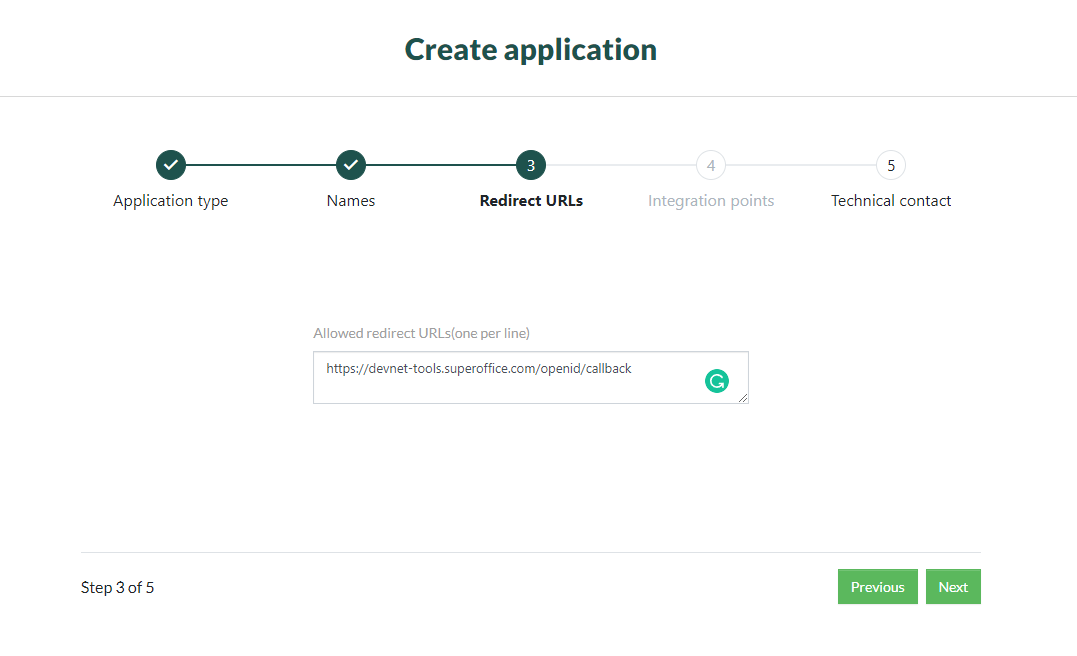 Create application
3
4
5
Application type
Names
Redirect URLs
Integration points
Technical contact
Allowed redirect URLs(one per line)
https://devnet-tools.superoffice.com/openid/callback
Step 3 of 5
Previous
Next